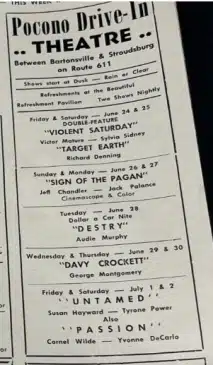 THIS WEEK
Pocono Drive-In
THEATRE
Between Bartonsville & Stroudsburg
on Route 611
Shows start at Dusk — Rain or Clear
Refreshments at the Beautiful
Refreshment Pavilion Two Shows Nightly
Friday & Saturday — June 24 & 25
DOUBLE-FEATURE
"VIOLENT SATURDAY"
Victor Mature — Sylvia Sidney
"TARGET EARTH"
Richard Denning
Sunday & Monday — June 26 & 27
"SIGN OF THE PAGAN"
Jeff Chandler — Jack Palance
Cinemascope & Color
Tuesday — June 28
Dollar a Car Nite
"DESTRY"
Audie Murphy
Wednesday & Thursday — June 29 & 30
"DAVY CROCKETT"
George Montgomery
Friday & Saturday — July 1 & 2
"UNTAMED"
Susan Hayward — Tyrone Power
Also
"PASSION"
Cornel Wilde — Yvonne DeCarlo